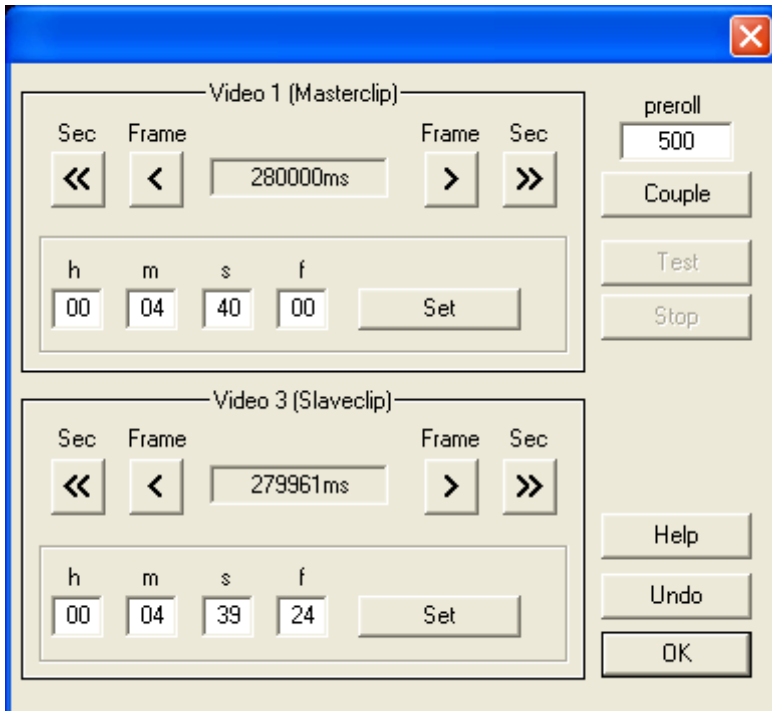 Video 1 (Masterclip)
Sec Frame Frame Sec
<< < 280000ms > >>
h m s f
00 04 40 00 Set
preroll
500
Couple
Test
Stop
Video 3 (Slaveclip)
Sec Frame Frame Sec
<< < 279961ms > >>
h m s f
00 04 39 24 Set
Help
Undo
OK